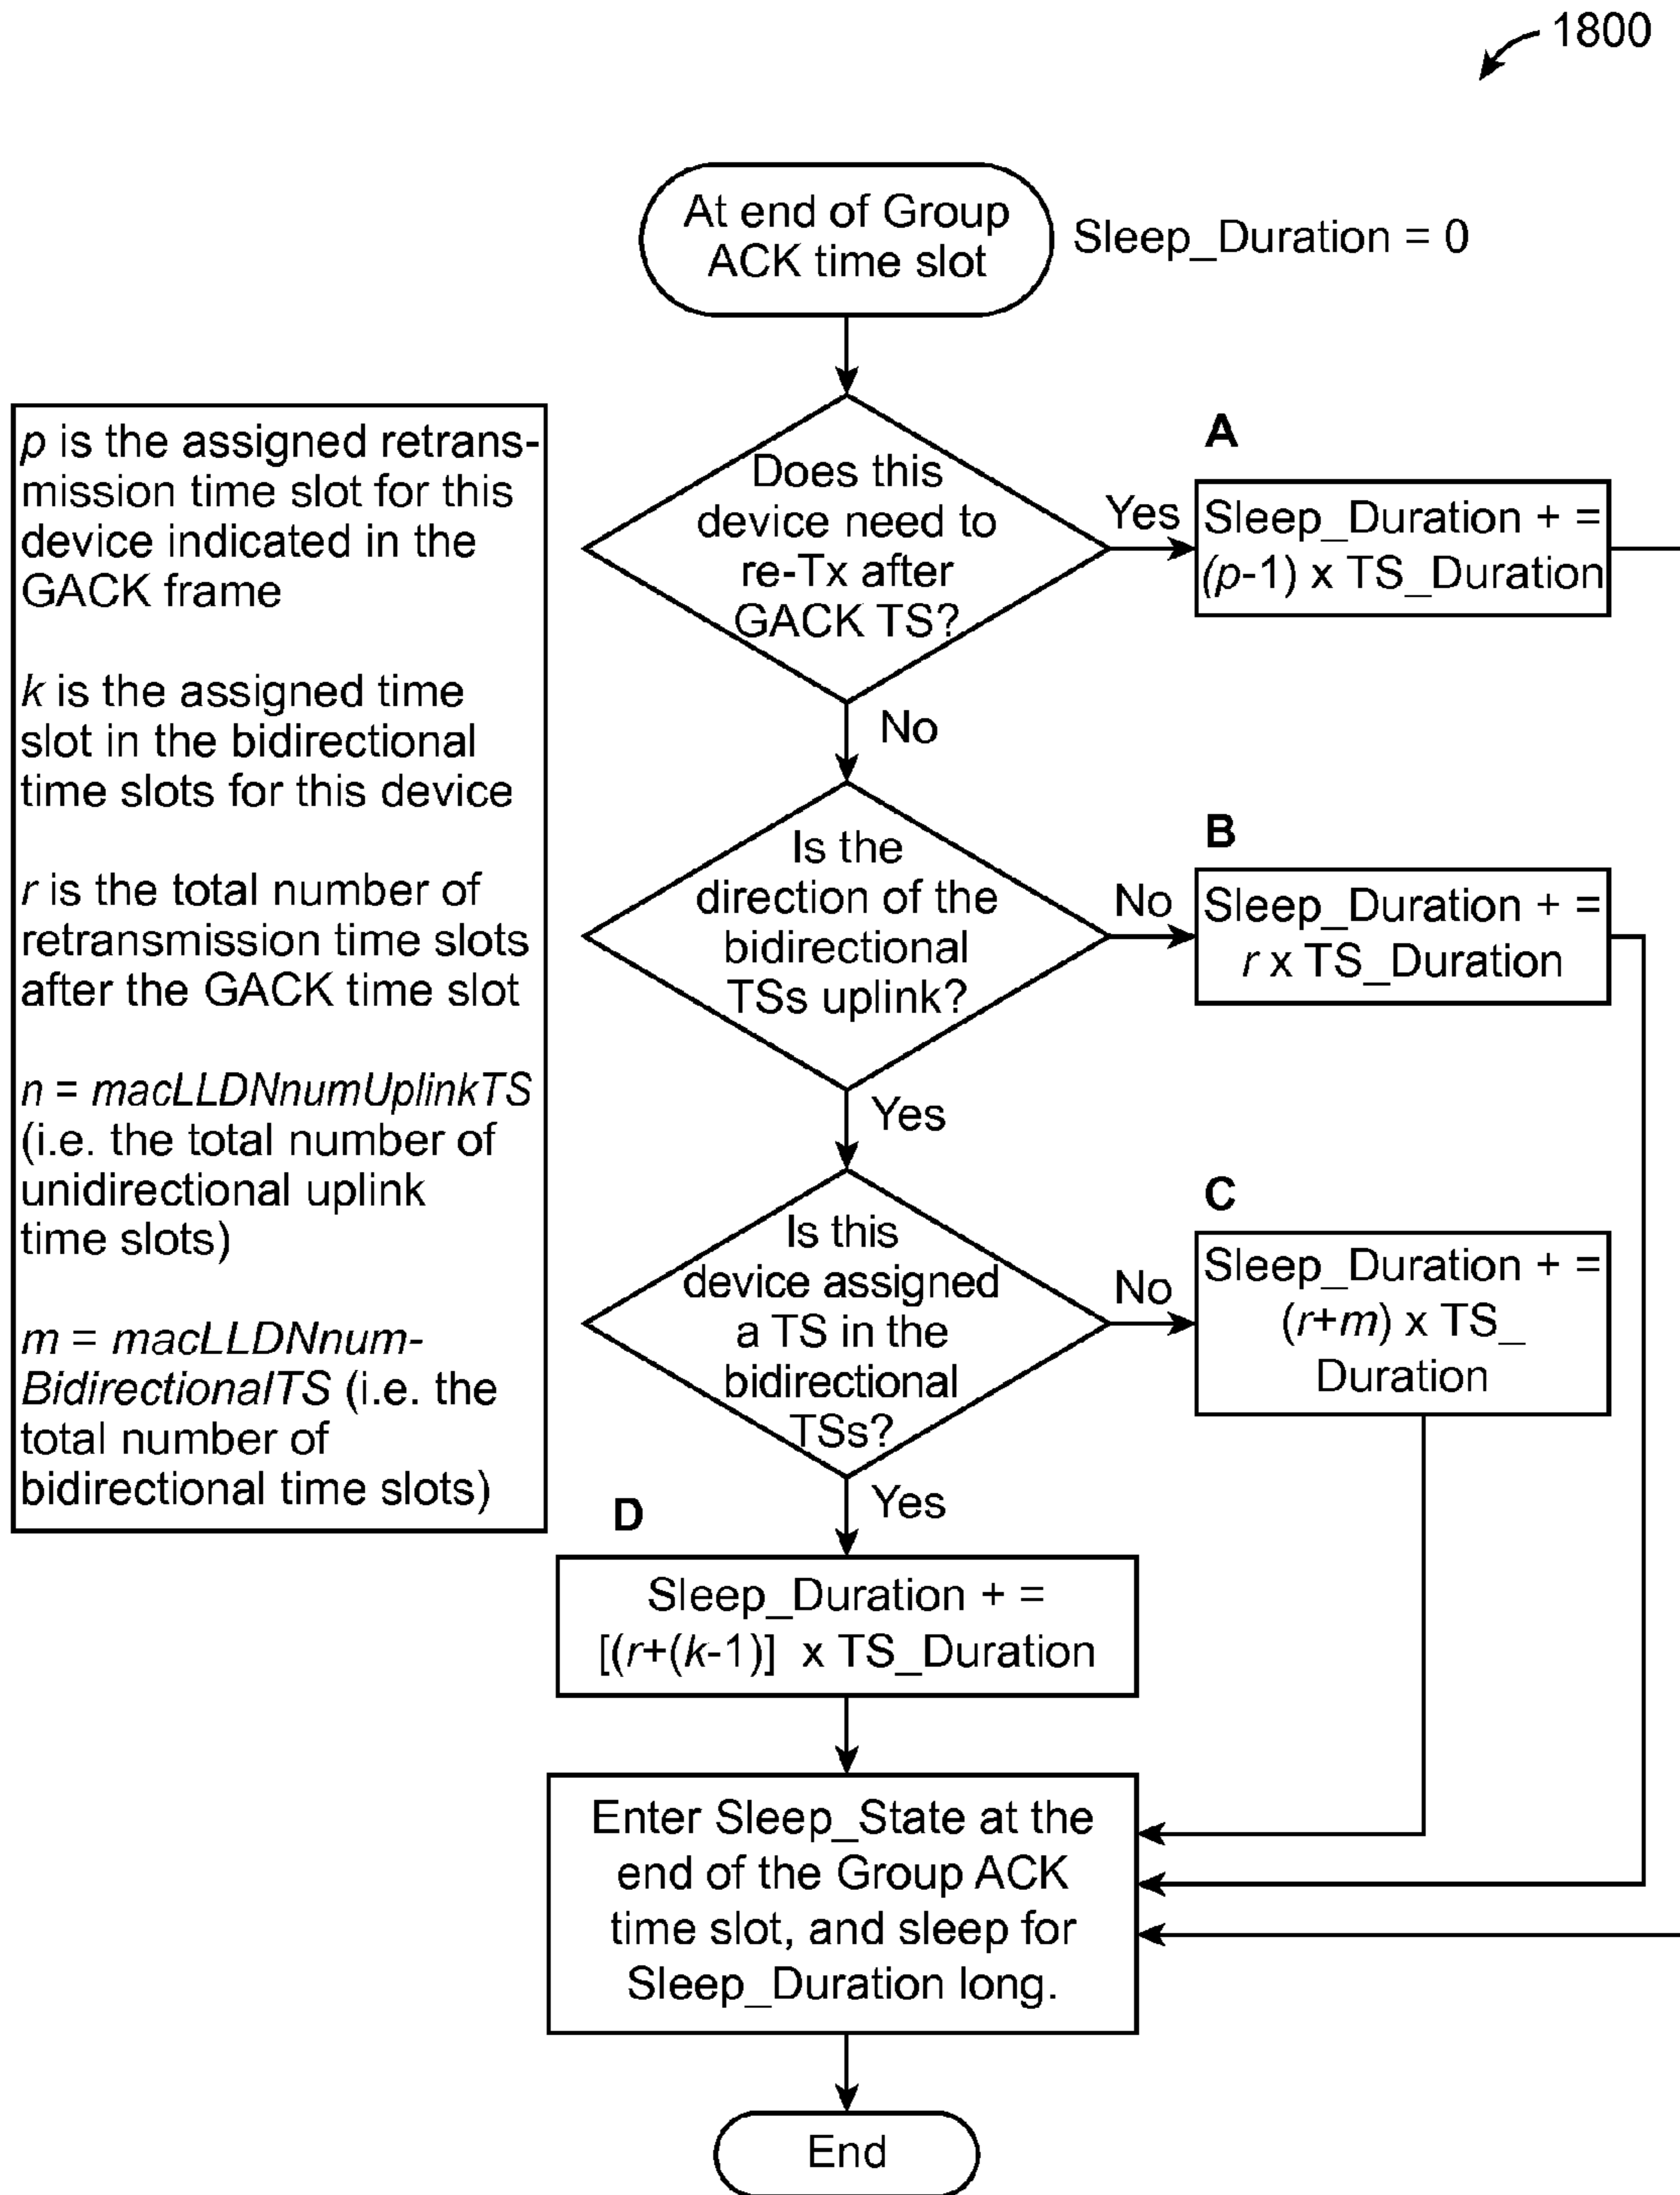 1800
At end of Group
ACK time slot
Sleep_Duration = 0
p is the assigned retrans-
mission time slot for this
device indicated in the
GACK frame
k is the assigned time
slot in the bidirectional
time slots for this device
r is the total number of
retransmission time slots
after the GACK time slot
n = macLLDNnumUplinkTS
(i.e. the total number of
unidirectional uplink
time slots)
m = macLLDNnum-
BidirectionalTS (i.e. the
total number of
bidirectional time slots)
Does this
device need to
re-Tx after
GACK TS?
Yes
A
Sleep_Duration + =
(p-1) x TS_Duration
No
Is the
direction of the
bidirectional
TSs uplink?
No
B
Sleep_Duration + =
r x TS_Duration
Yes
Is this
device assigned
a TS in the
bidirectional
TSs?
No
C
Sleep_Duration + =
(r+m) x TS_
Duration
Yes
D
Sleep_Duration + =
[(r+(k-1)] x TS_Duration
Enter Sleep_State at the
end of the Group ACK
time slot, and sleep for
Sleep_Duration long.
End